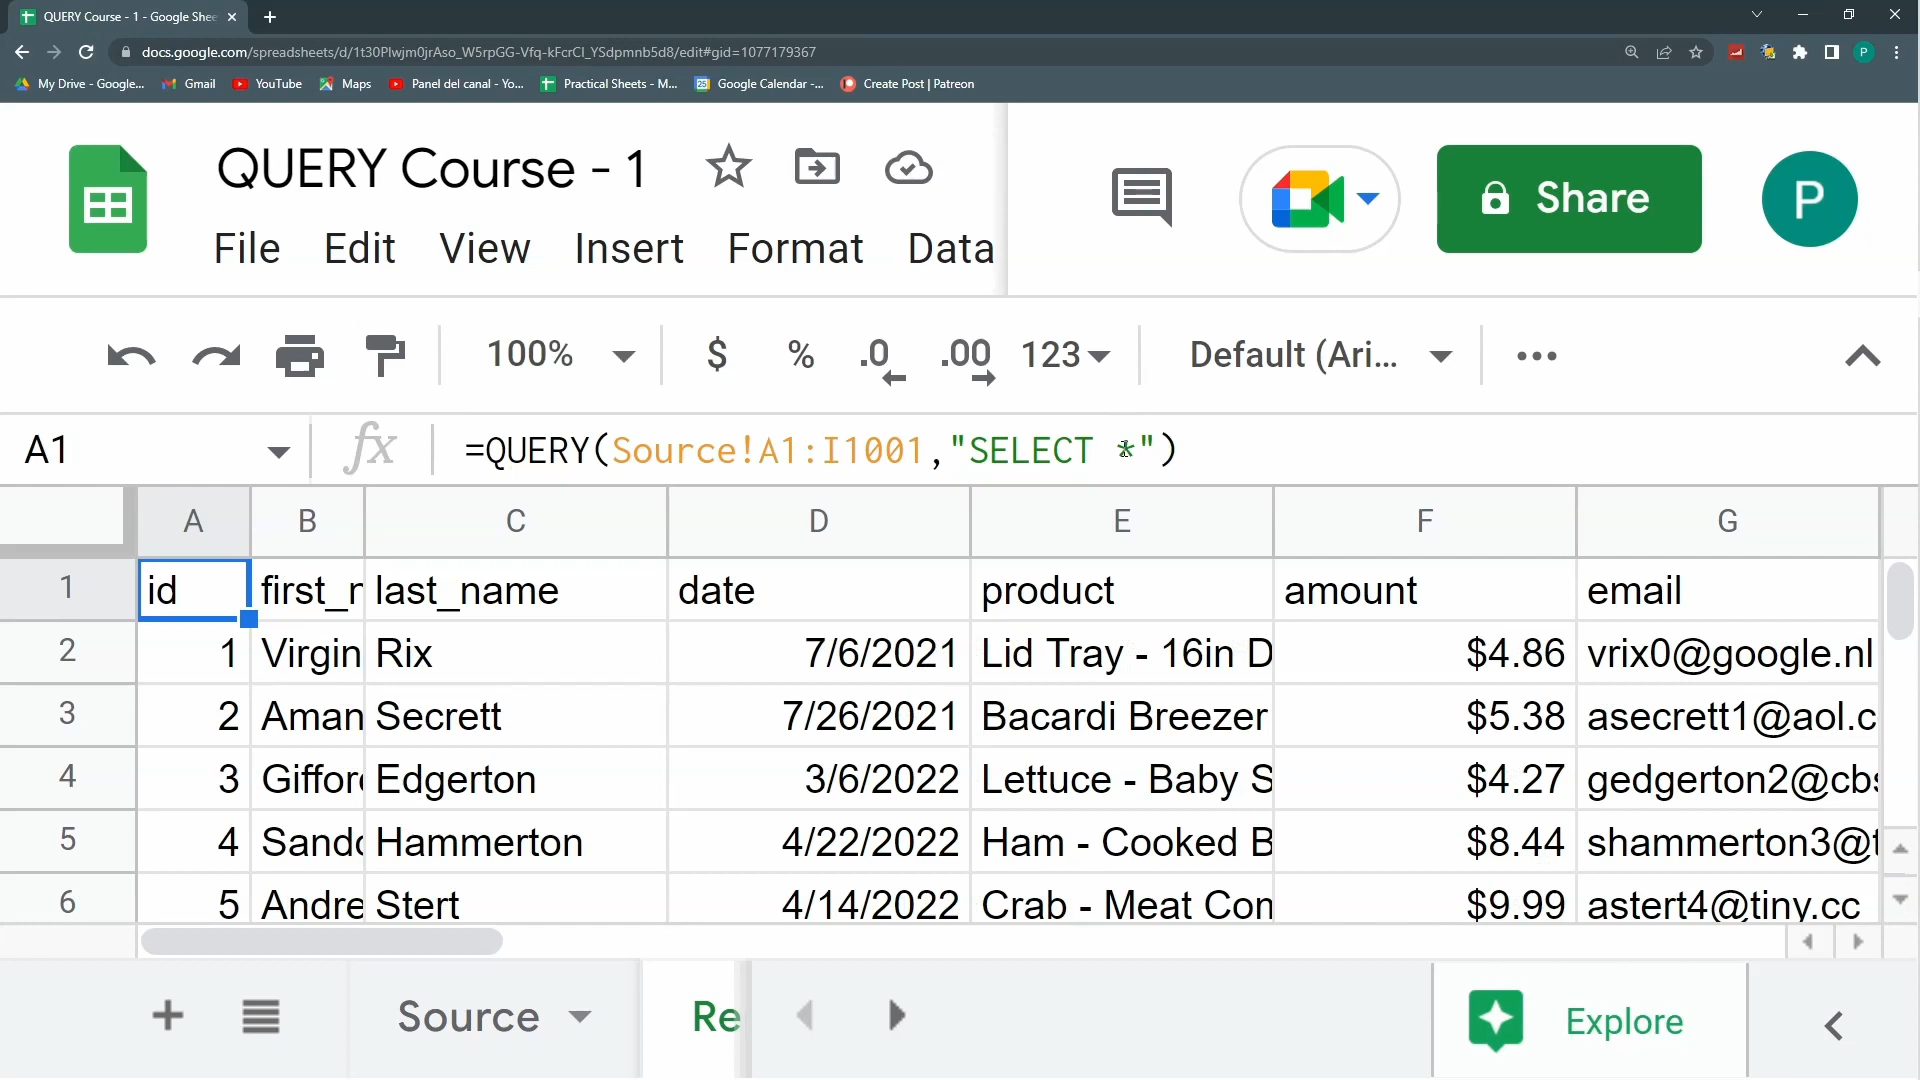 QUERY Course - 1 - Google Shee
docs.google.com/spreadsheets/d/1t30Plwjm0jrAso_W5rpGG-Vfq-kFcrCI_YSdpmnb5d8/edit#gid=1077179367
P
My Drive - Google... Gmail YouTube Maps Panel del canal - Yo... Practical Sheets - M... Google Calendar -... Create Post | Patreon
QUERY Course - 1
Share
P
File Edit View Insert Format Data
100% $ % .0 .00 123 Default (Ari...
A1 fx =QUERY(Source!A1:I1001,"SELECT *")
A B C D E F G
1 id first_n last_name date product amount email
2 1 Virgin Rix 7/6/2021 Lid Tray - 16in D $4.86 vrix0@google.nl
3 2 Aman Secrett 7/26/2021 Bacardi Breezer $5.38 asecrett1@aol.c
4 3 Giffor Edgerton 3/6/2022 Lettuce - Baby S $4.27 gedgerton2@cbs
5 4 Sando Hammerton 4/22/2022 Ham - Cooked B $8.44 shammerton3@t
6 5 Andre Stert 4/14/2022 Crab - Meat Com $9.99 astert4@tiny.cc
Source Re Explore